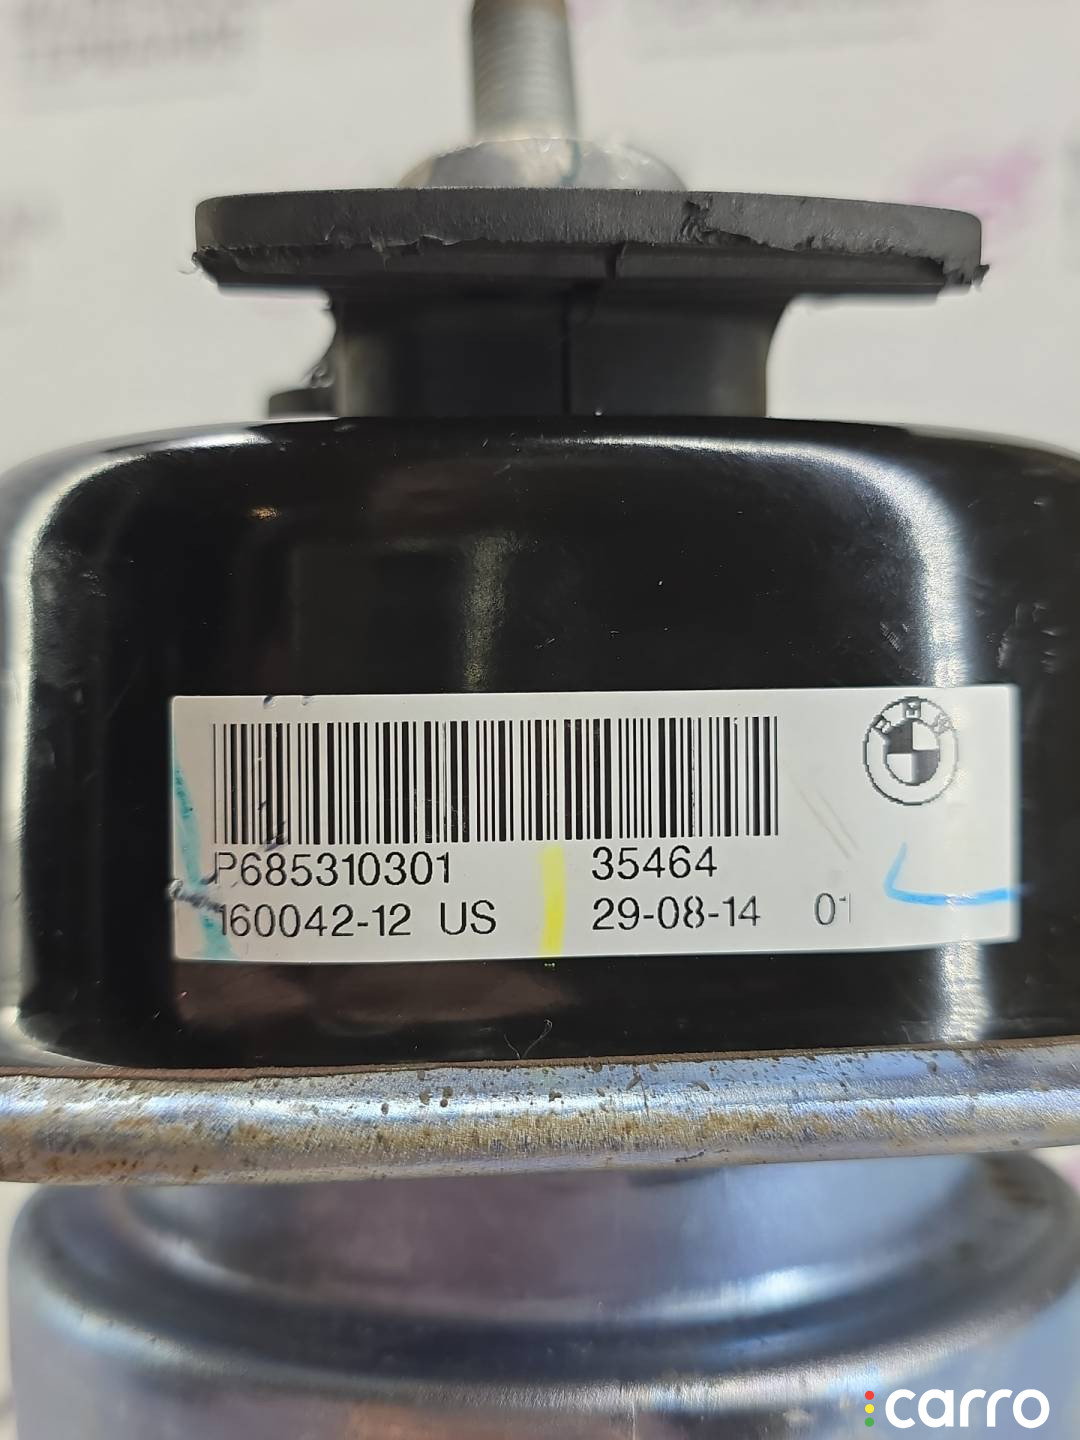 BMW
P685310301 35464
160042-12 US 29-08-14 01
carro